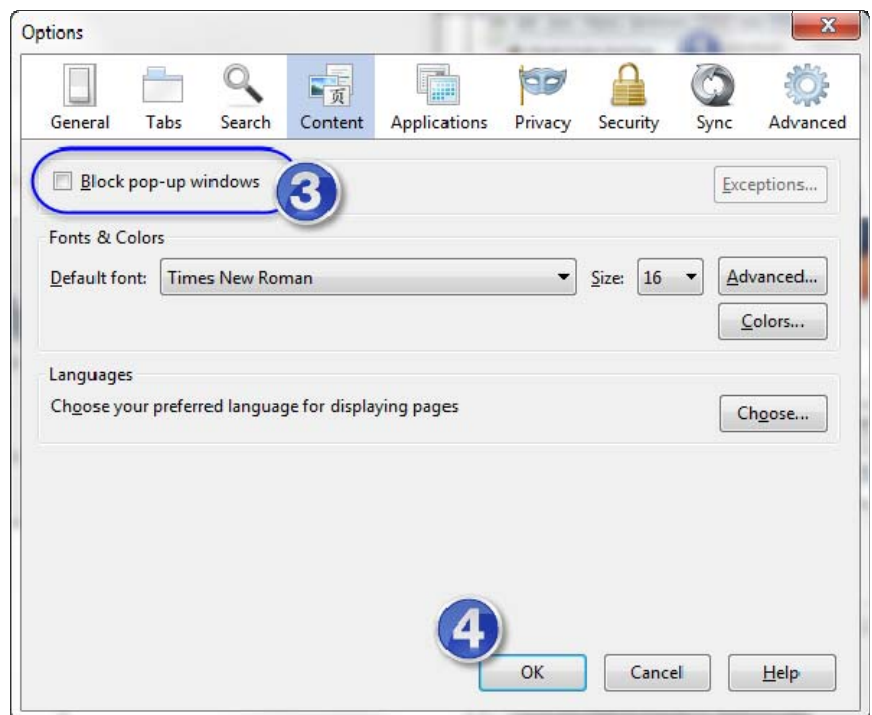 Options
X
General Tabs Search Content Applications Privacy Security Sync Advanced
页
Block pop-up windows
3
Exceptions...
Fonts & Colors
Default font: Times New Roman Size: 16 Advanced...
Colors...
Languages
Choose your preferred language for displaying pages Choose...
4
OK Cancel Help